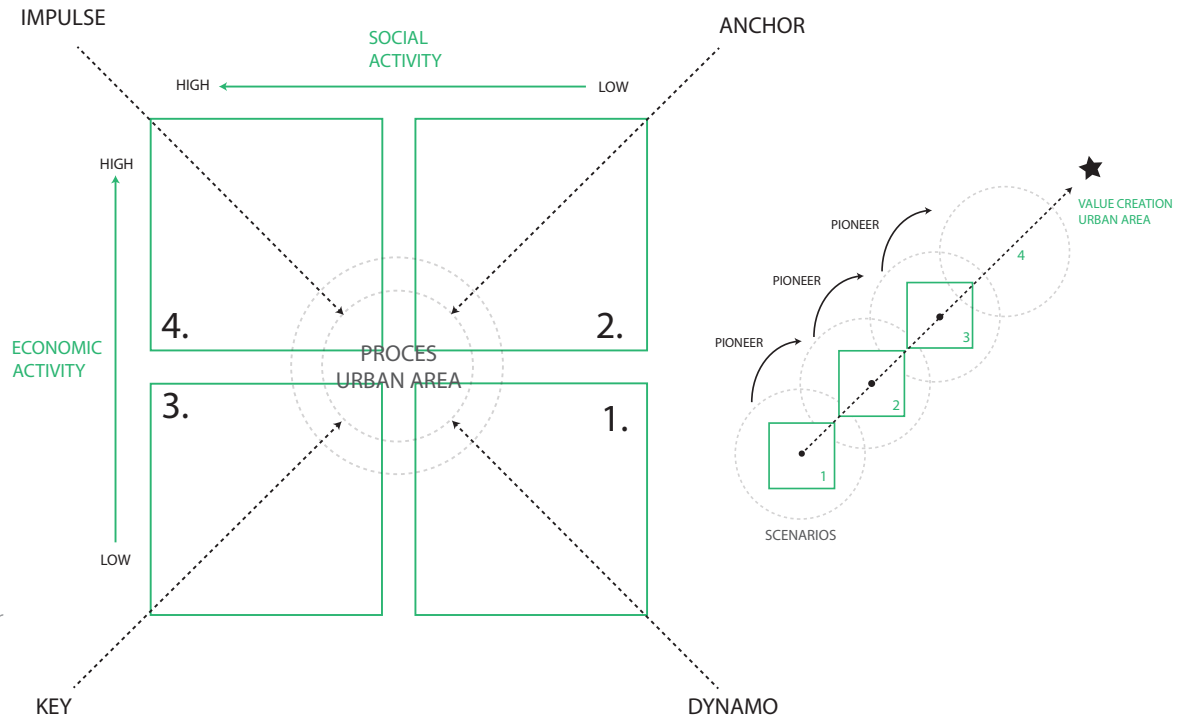 IMPULSE
ANCHOR
SOCIAL
ACTIVITY
HIGH
LOW
HIGH
ECONOMIC
ACTIVITY
LOW
4.
2.
PROCES
URBAN AREA
3.
1.
KEY
DYNAMO
VALUE CREATION
URBAN AREA
PIONEER
4
PIONEER
3
PIONEER
2
1
SCENARIOS